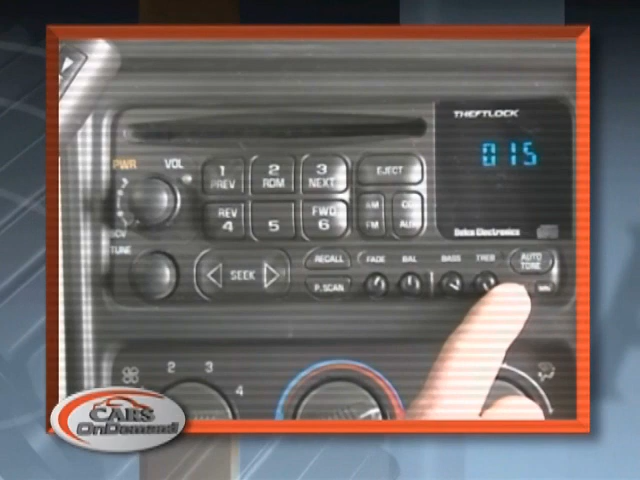 THEFTLOCK
015
PWR VOL
1 PREV
2 RDM
3 NEXT
EJECT
REV 4
5
FWD 6
AM
FM
CD
AUX
Delco Electronics
TUNE
SEEK
RECALL
P.SCAN
FADE
BAL
BASS
TREB
AUTO TONE
2
3
4
CARS
OnDemand